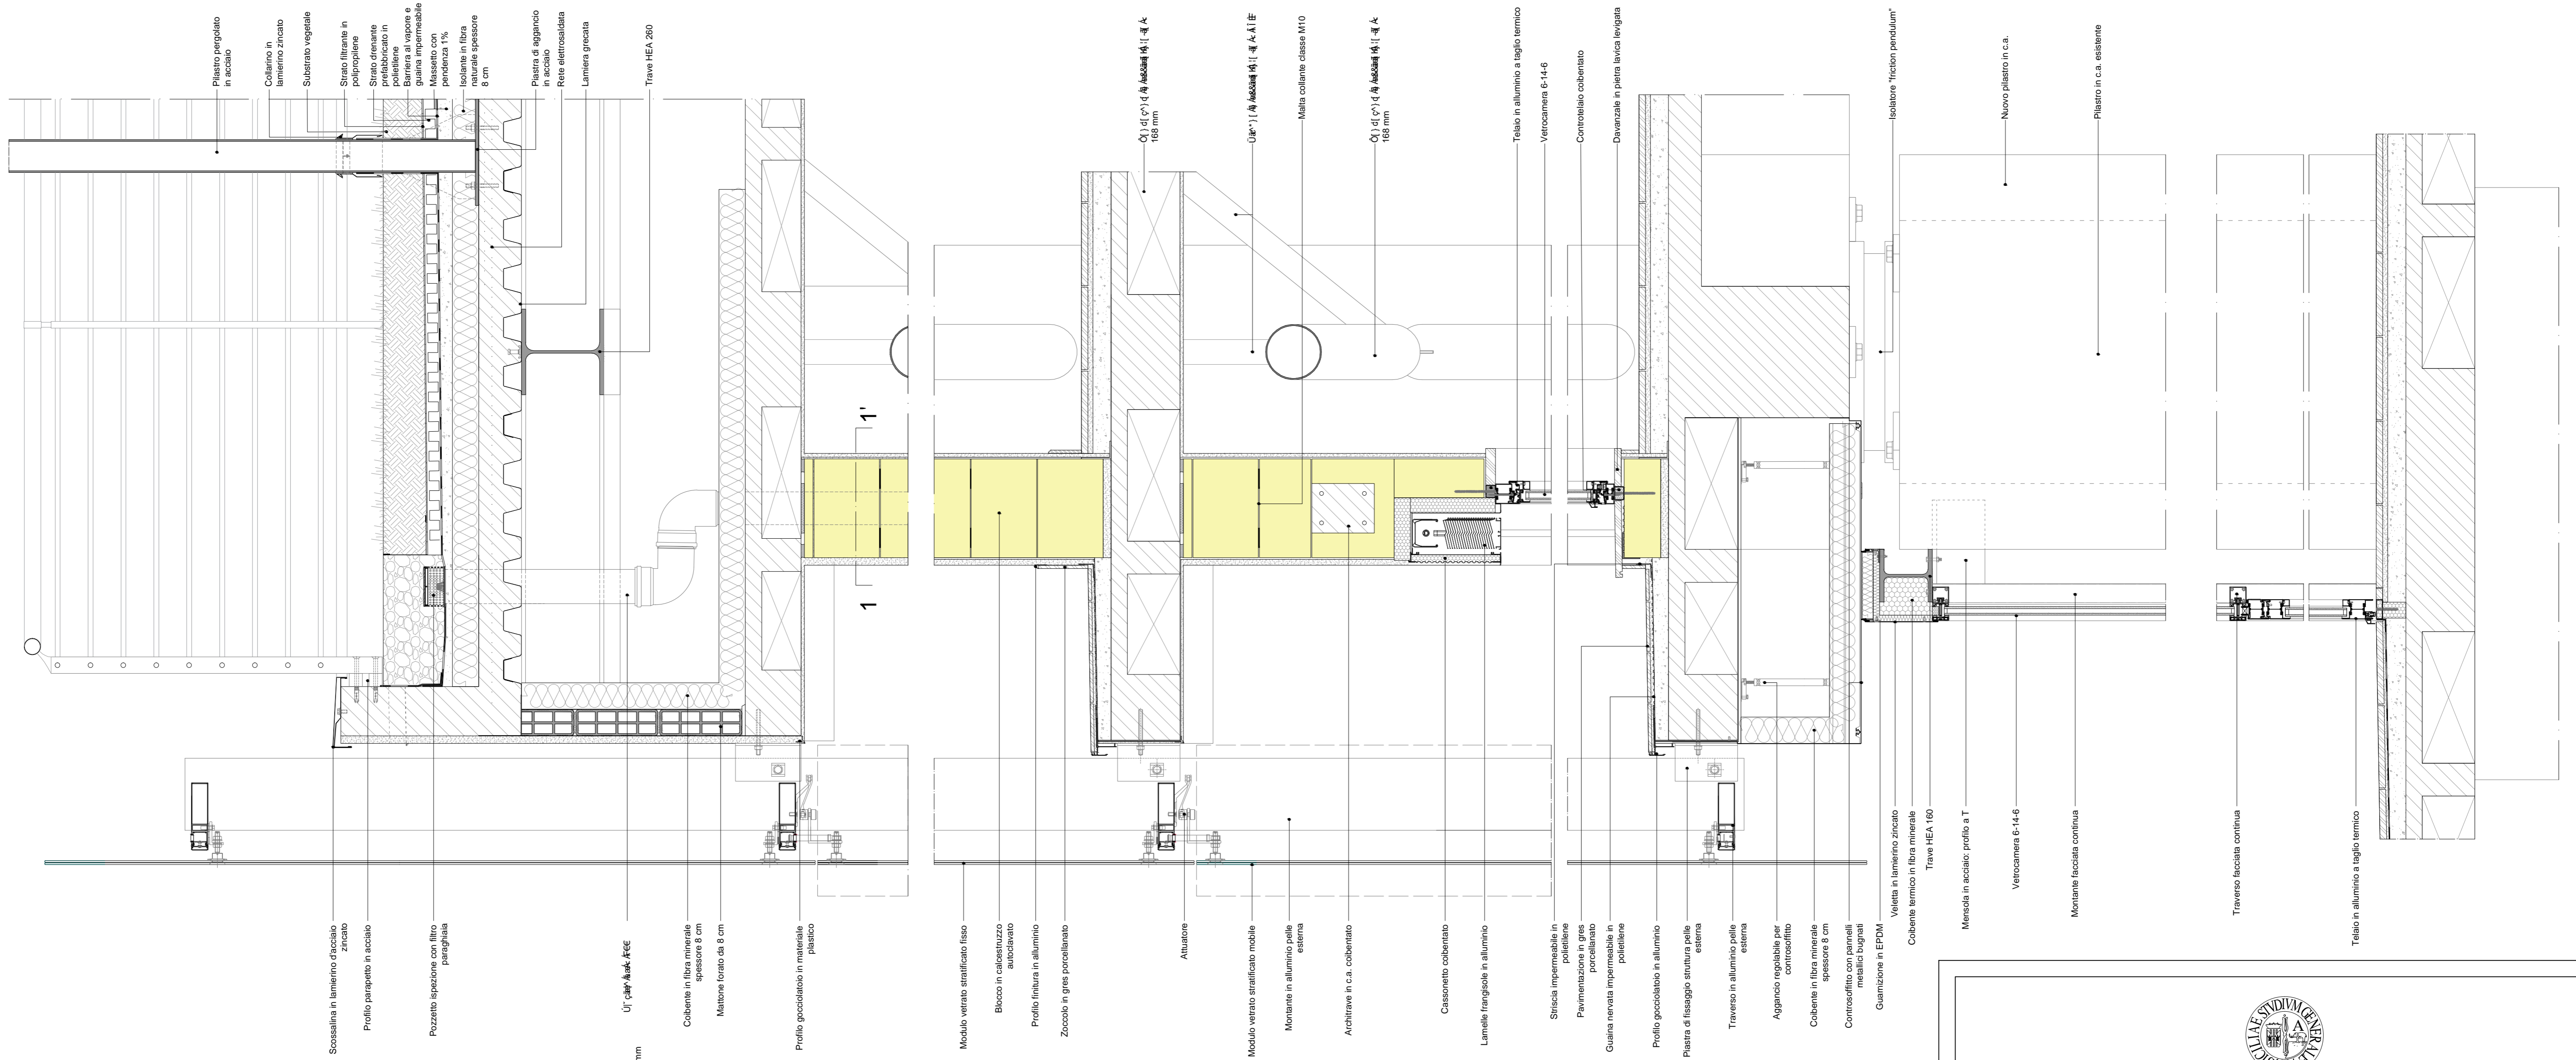 Pilastro pergolato
in acciaio
Collarino in
lamierino zincato
Substrato vegetale
Strato filtrante in
polipropilene
Strato drenante
prefabbricato in
polietilene
Barriera al vapore e
guaina impermeabile
Massetto con
pendenza 1%
Isolante in fibra
naturale spessore
8 cm
Piastra di aggancio
in acciaio
Rete elettrosaldata
Lamiera grecata
Trave HEA 260
168 mm
Malta collante classe M10
168 mm
Telaio in alluminio a taglio termico
Vetrocamera 6-14-6
Controtelaio coibentato
Davanzale in pietra lavica levigata
Isolatore "friction pendulum"
Nuovo pilastro in c.a.
Pilastro in c.a. esistente
1'
1
Scossalina in lamierino d'acciaio
zincato
Profilo parapetto in acciaio
Pozzetto ispezione con filtro
paraghiaia
mm
Coibente in fibra minerale
spessore 8 cm
Mattone forato da 8 cm
Profilo gocciolatoio in materiale
plastico
Modulo vetrato stratificato fisso
Blocco in calcestruzzo
autoclavato
Profilo finitura in alluminio
Zoccolo in gres porcellanato
Attuatore
Modulo vetrato stratificato mobile
Montante in alluminio pelle
esterna
Architrave in c.a. coibentato
Cassonetto coibentato
Lamelle frangisole in alluminio
Striscia impermeabile in
polietilene
Pavimentazione in gres
porcellanato
Guaina nervata impermeabile in
polietilene
Profilo gocciolatoio in alluminio
Piastra di fissaggio struttura pelle
esterna
Traverso in alluminio pelle
esterna
Aggancio regolabile per
controsoffitto
Coibente in fibra minerale
spessore 8 cm
Controsoffitto con pannelli
metallici bugnati
Guarnizione in EPDM
Veletta in lamierino zincato
Coibente termico in fibra minerale
Trave HEA 160
Mensola in acciaio: profilo a T
Vetrocamera 6-14-6
Montante facciata continua
Traverso facciata continua
Telaio in alluminio a taglio termico